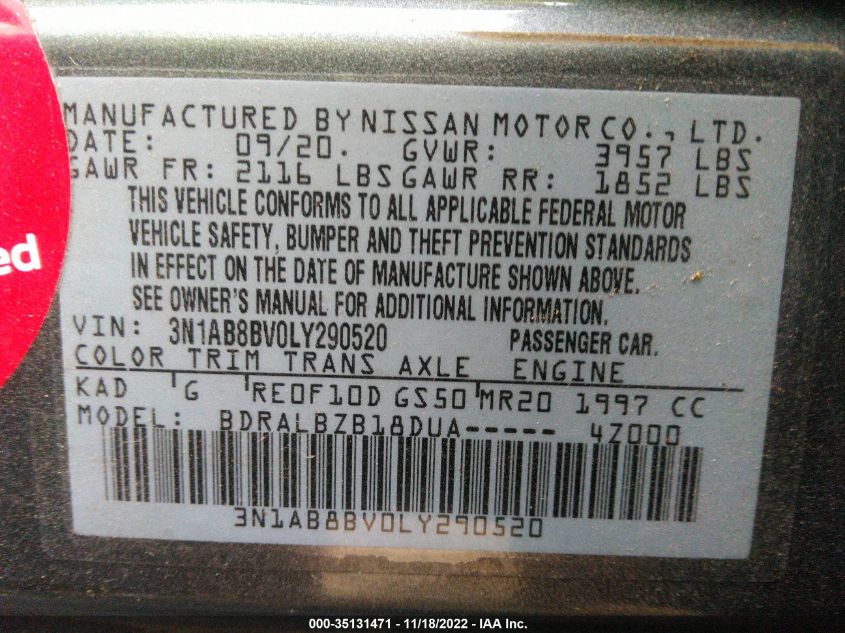 MANUFACTURED BY NISSAN MOTOR CO., LTD.
DATE: 09/20. GVWR: 3957 LBS
GAWR FR: 2116 LBS GAWR RR: 1852 LBS
THIS VEHICLE CONFORMS TO ALL APPLICABLE FEDERAL MOTOR
VEHICLE SAFETY, BUMPER AND THEFT PREVENTION STANDARDS
IN EFFECT ON THE DATE OF MANUFACTURE SHOWN ABOVE.
SEE OWNER'S MANUAL FOR ADDITIONAL INFORMATION.
VIN: 3N1AB8BV0LY290520 PASSENGER CAR.
COLOR TRIM TRANS AXLE ENGINE
KAD G RE0F10D GS50 MR20 1997 CC
MODEL: BDRALBZB18DUA----- 4Z000
3N1AB8BV0LY290520
ed
000-35131471 - 11/18/2022 - IAA Inc.